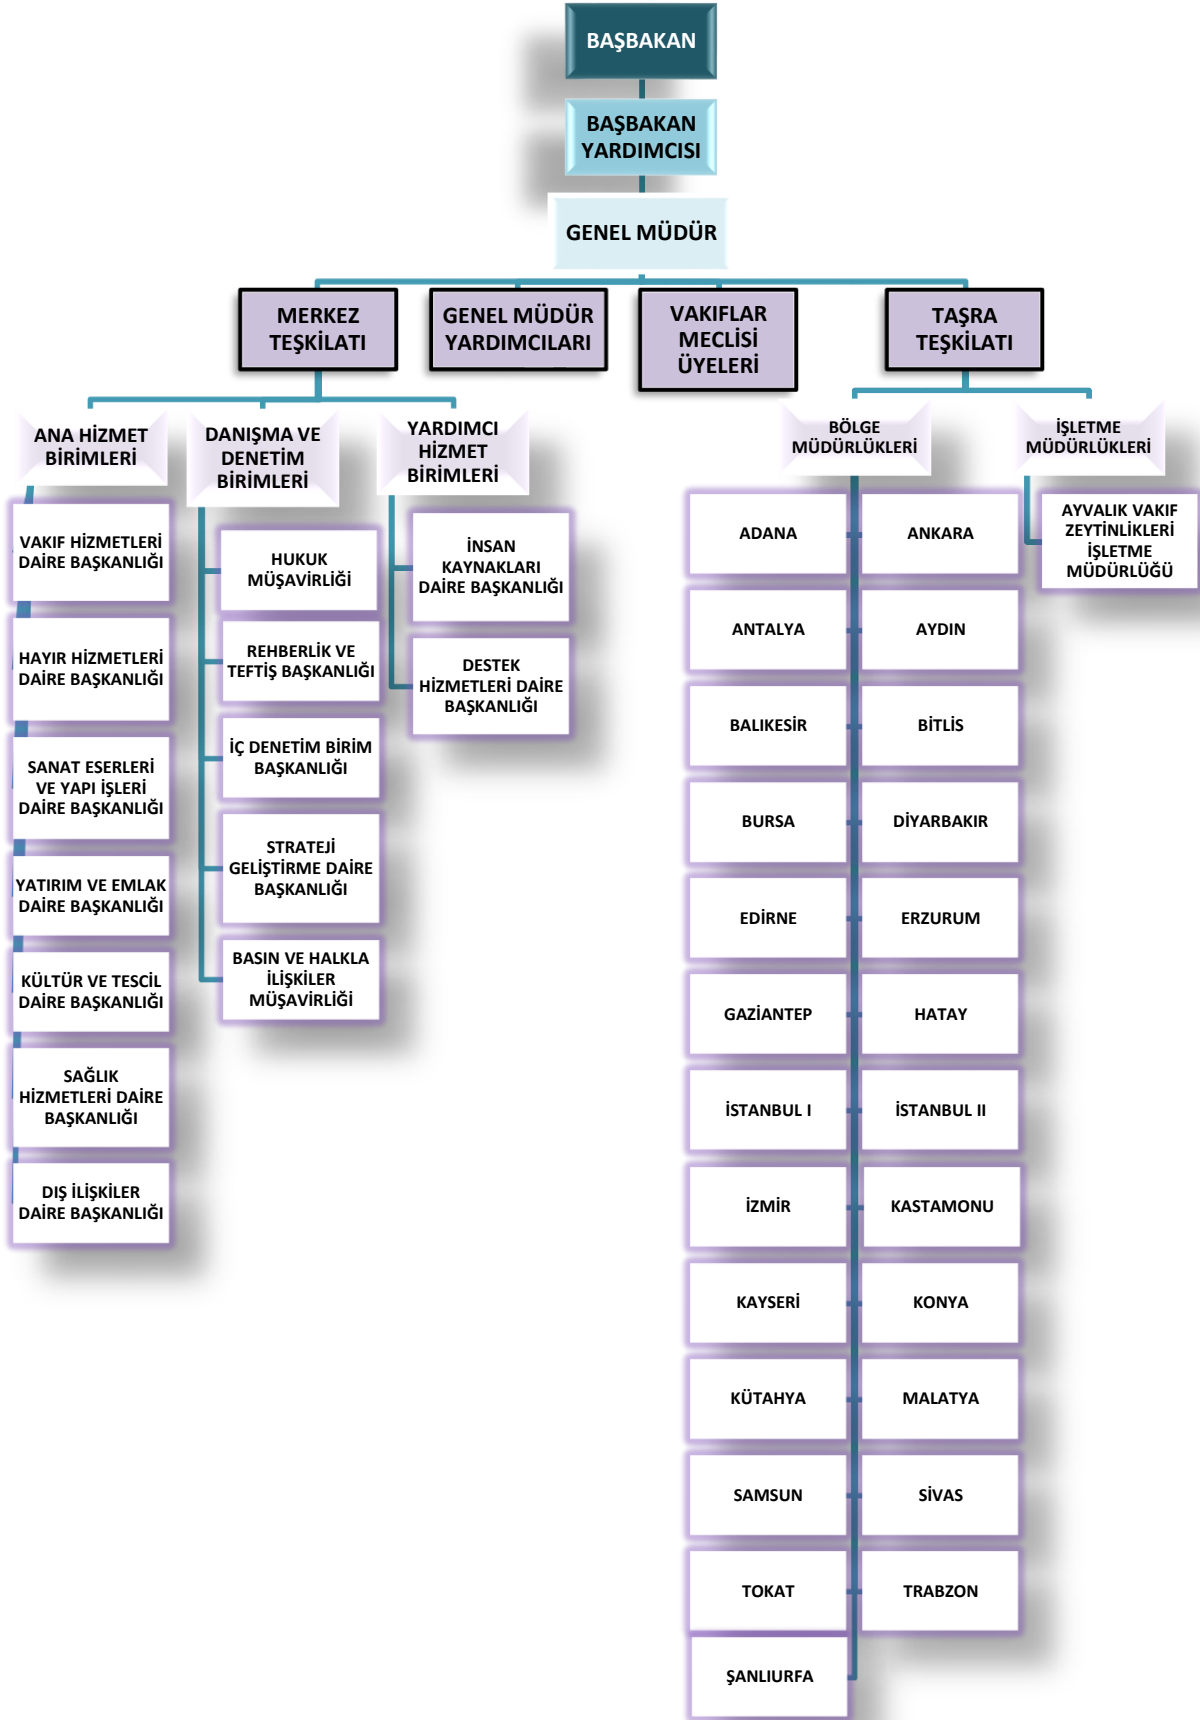 BAŞBAKAN
BAŞBAKAN
YARDIMCISI
GENEL MÜDÜR
MERKEZ
TEŞKİLATI
GENEL MÜDÜR
YARDIMCILARI
VAKIFLAR
MECLİSİ
ÜYELERİ
TAŞRA
TEŞKİLATI
ANA HİZMET
BİRİMLERİ
VAKIF HİZMETLERİ
DAİRE BAŞKANLIĞI
HAYIR HİZMETLERİ
DAİRE BAŞKANLIĞI
SANAT ESERLERİ
VE YAPI İŞLERİ
DAİRE BAŞKANLIĞI
YATIRIM VE EMLAK
DAİRE BAŞKANLIĞI
KÜLTÜR VE TESCİL
DAİRE BAŞKANLIĞI
SAĞLIK
HİZMETLERİ DAİRE
BAŞKANLIĞI
DIŞ İLİŞKİLER
DAİRE BAŞKANLIĞI
DANIŞMA VE
DENETİM
BİRİMLERİ
HUKUK
MÜŞAVİRLİĞİ
REHBERLİK VE
TEFTİŞ BAŞKANLIĞI
İÇ DENETİM BİRİM
BAŞKANLIĞI
STRATEJİ
GELİŞTİRME DAİRE
BAŞKANLIĞI
BASIN VE HALKLA
İLİŞKİLER
MÜŞAVİRLİĞİ
YARDIMCI
HİZMET
BİRİMLERİ
İNSAN
KAYNAKLARI
DAİRE BAŞKANLIĞI
DESTEK
HİZMETLERİ DAİRE
BAŞKANLIĞI
BÖLGE
MÜDÜRLÜKLERİ
ADANA
ANKARA
ANTALYA
AYDIN
BALIKESİR
BİTLİS
BURSA
DİYARBAKIR
EDİRNE
ERZURUM
GAZİANTEP
HATAY
İSTANBUL I
İSTANBUL II
İZMİR
KASTAMONU
KAYSERİ
KONYA
KÜTAHYA
MALATYA
SAMSUN
SİVAS
TOKAT
TRABZON
ŞANLIURFA
İŞLETME
MÜDÜRLÜKLERİ
AYVALIK VAKIF
ZEYTİNLİKLERİ
İŞLETME
MÜDÜRLÜĞÜ